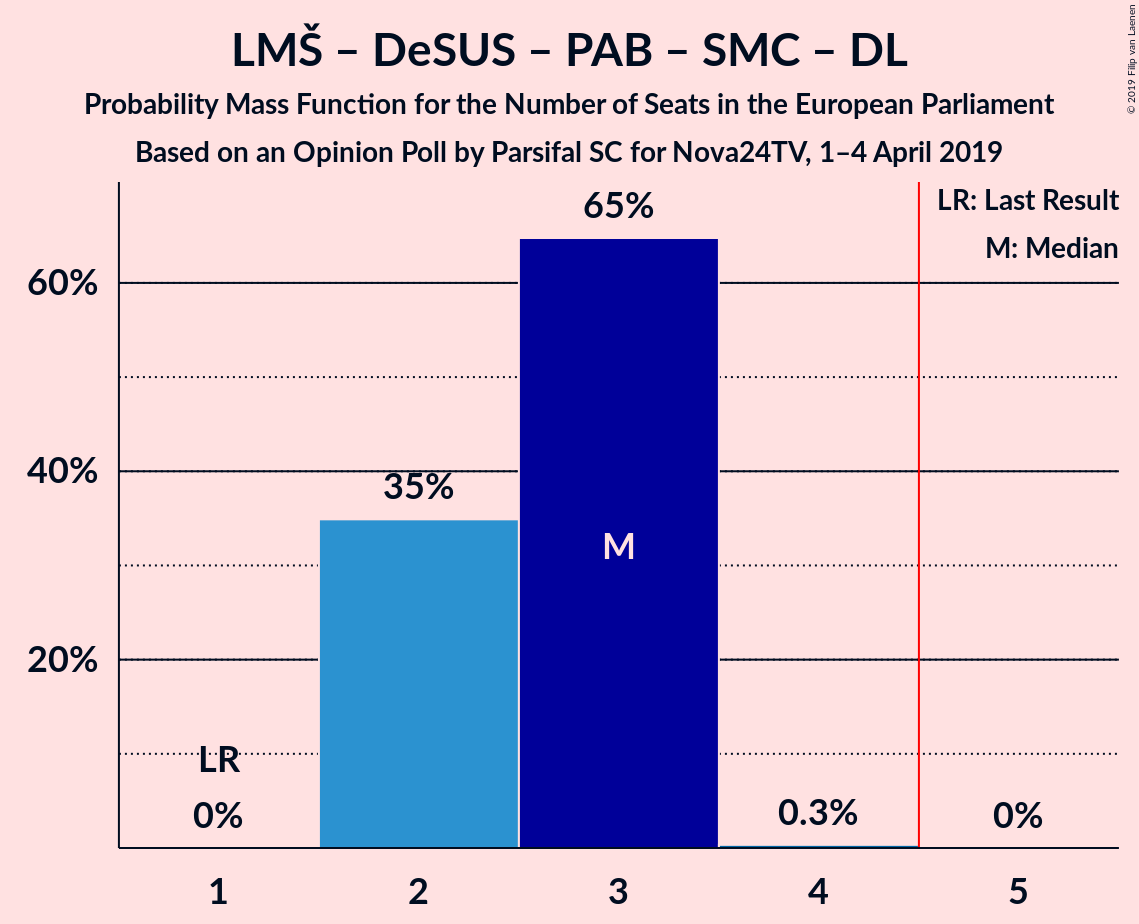 LMŠ – DeSUS – PAB – SMC – DL
Probability Mass Function for the Number of Seats in the European Parliament
Based on an Opinion Poll by Parsifal SC for Nova24TV, 1–4 April 2019
© 2019 Filip van Laenen
LR: Last Result
M: Median
65%
60%
40%
35%
M
20%
LR
0%
0.3%
0%
1 2 3 4 5